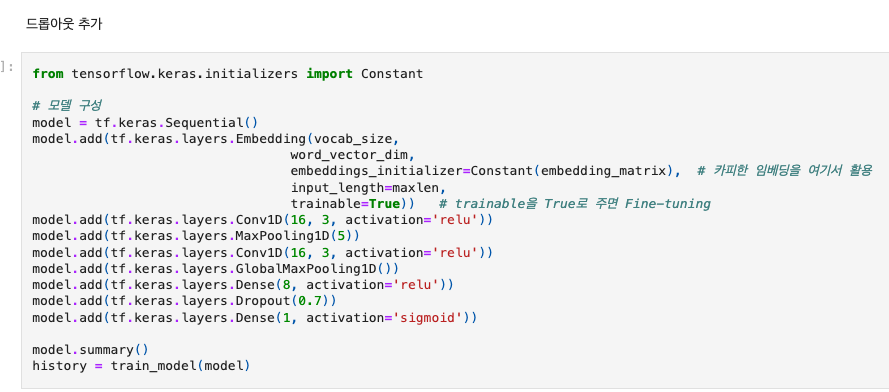 드롭아웃 추가
]:
from tensorflow.keras.initializers import Constant
# 모델 구성
model = tf.keras.Sequential()
model.add(tf.keras.layers.Embedding(vocab_size,
word_vector_dim,
embeddings_initializer=Constant(embedding_matrix),  # 카피한 임베딩을 여기서 활용
input_length=maxlen,
trainable=True))   # trainable을 True로 주면 Fine-tuning
model.add(tf.keras.layers.Conv1D(16, 3, activation='relu'))
model.add(tf.keras.layers.MaxPooling1D(5))
model.add(tf.keras.layers.Conv1D(16, 3, activation='relu'))
model.add(tf.keras.layers.GlobalMaxPooling1D())
model.add(tf.keras.layers.Dense(8, activation='relu'))
model.add(tf.keras.layers.Dropout(0.7))
model.add(tf.keras.layers.Dense(1, activation='sigmoid'))
model.summary()
history = train_model(model)